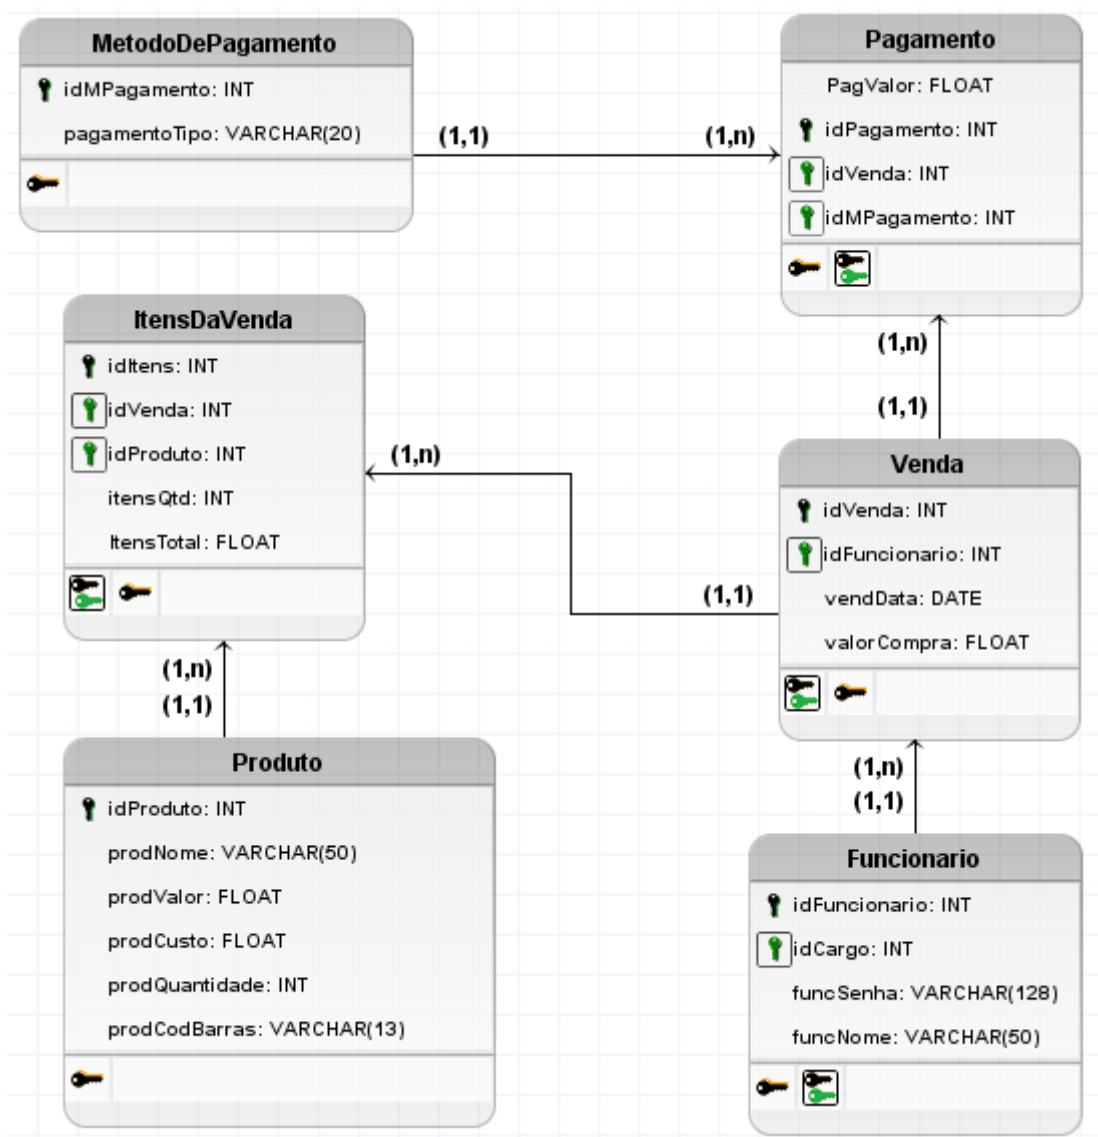 MetodoDePagamento
idMPagamento: INT
pagamentoTipo: VARCHAR(20)
(1,1)
(1,n)
Pagamento
PagValor: FLOAT
idPagamento: INT
idVenda: INT
idMPagamento: INT
(1,n)
(1,1)
ItensDaVenda
idItens: INT
idVenda: INT
idProduto: INT
itensQtd: INT
ItensTotal: FLOAT
(1,n)
(1,1)
Venda
idVenda: INT
idFuncionario: INT
vendData: DATE
valorCompra: FLOAT
(1,n)
(1,1)
Produto
idProduto: INT
prodNome: VARCHAR(50)
prodValor: FLOAT
prodCusto: FLOAT
prodQuantidade: INT
prodCodBarras: VARCHAR(13)
(1,n)
(1,1)
Funcionario
idFuncionario: INT
idCargo: INT
funcSenha: VARCHAR(128)
funcNome: VARCHAR(50)